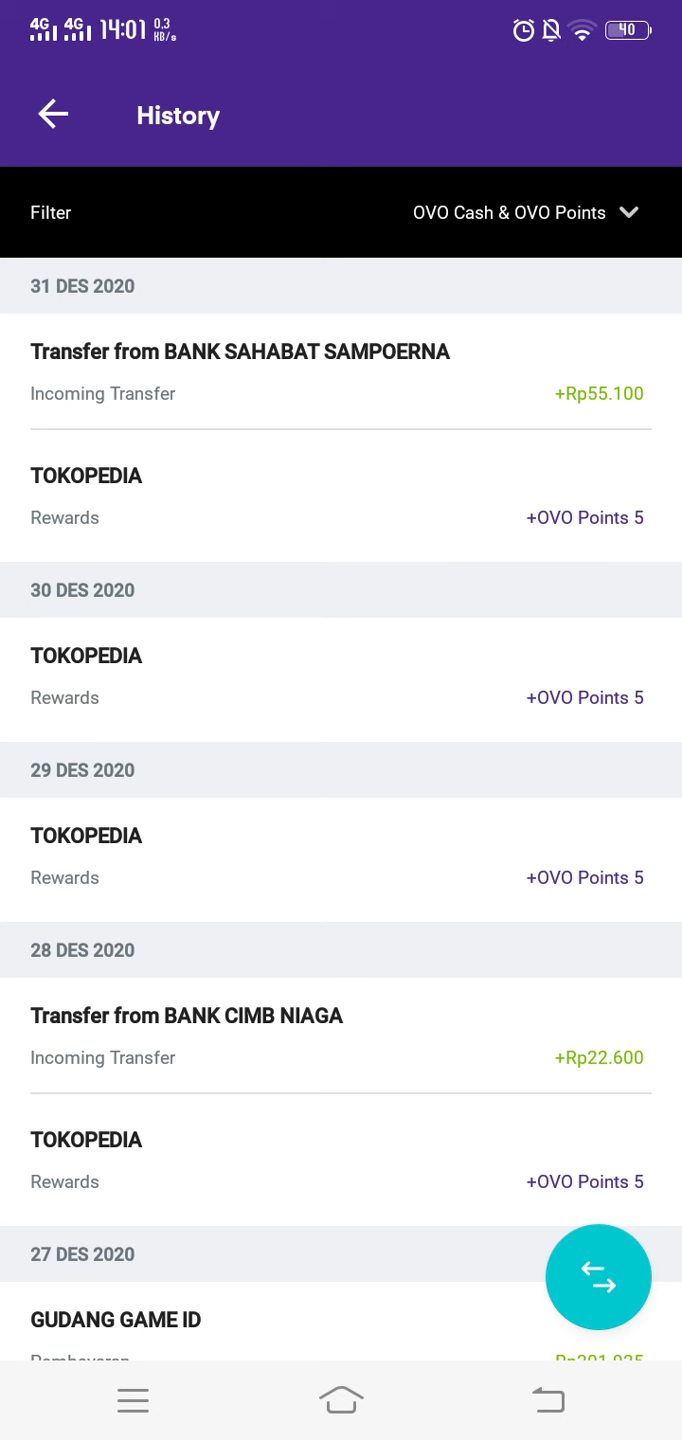 4G 4G 14:01 0.3 KB/s 40
History
Filter OVO Cash & OVO Points
31 DES 2020
Transfer from BANK SAHABAT SAMPOERNA
Incoming Transfer +Rp55.100
TOKOPEDIA
Rewards +OVO Points 5
30 DES 2020
TOKOPEDIA
Rewards +OVO Points 5
29 DES 2020
TOKOPEDIA
Rewards +OVO Points 5
28 DES 2020
Transfer from BANK CIMB NIAGA
Incoming Transfer +Rp22.600
TOKOPEDIA
Rewards +OVO Points 5
27 DES 2020
GUDANG GAME ID